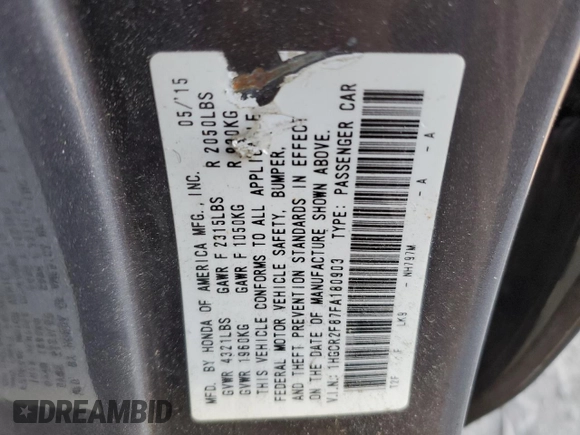 MFD. BY HONDA OF AMERICA MFG., INC. 05/'15
GVWR 4321LBS GAWR F 2315LBS R 2050LBS
GVWR 1960KG GAWR F 1050KG R
THIS VEHICLE CONFORMS TO ALL
FEDERAL MOTOR VEHICLE SAFETY, BUMPER,
AND THEFT PREVENTION STANDARDS IN EFFECT
ON THE DATE OF MANUFACTURE SHOWN ABOVE.
V.I.N.: 1HGCR2F87FA180903 TYPE: PASSENGER CAR
LK9 - NH797M - A - A
DREAMBID